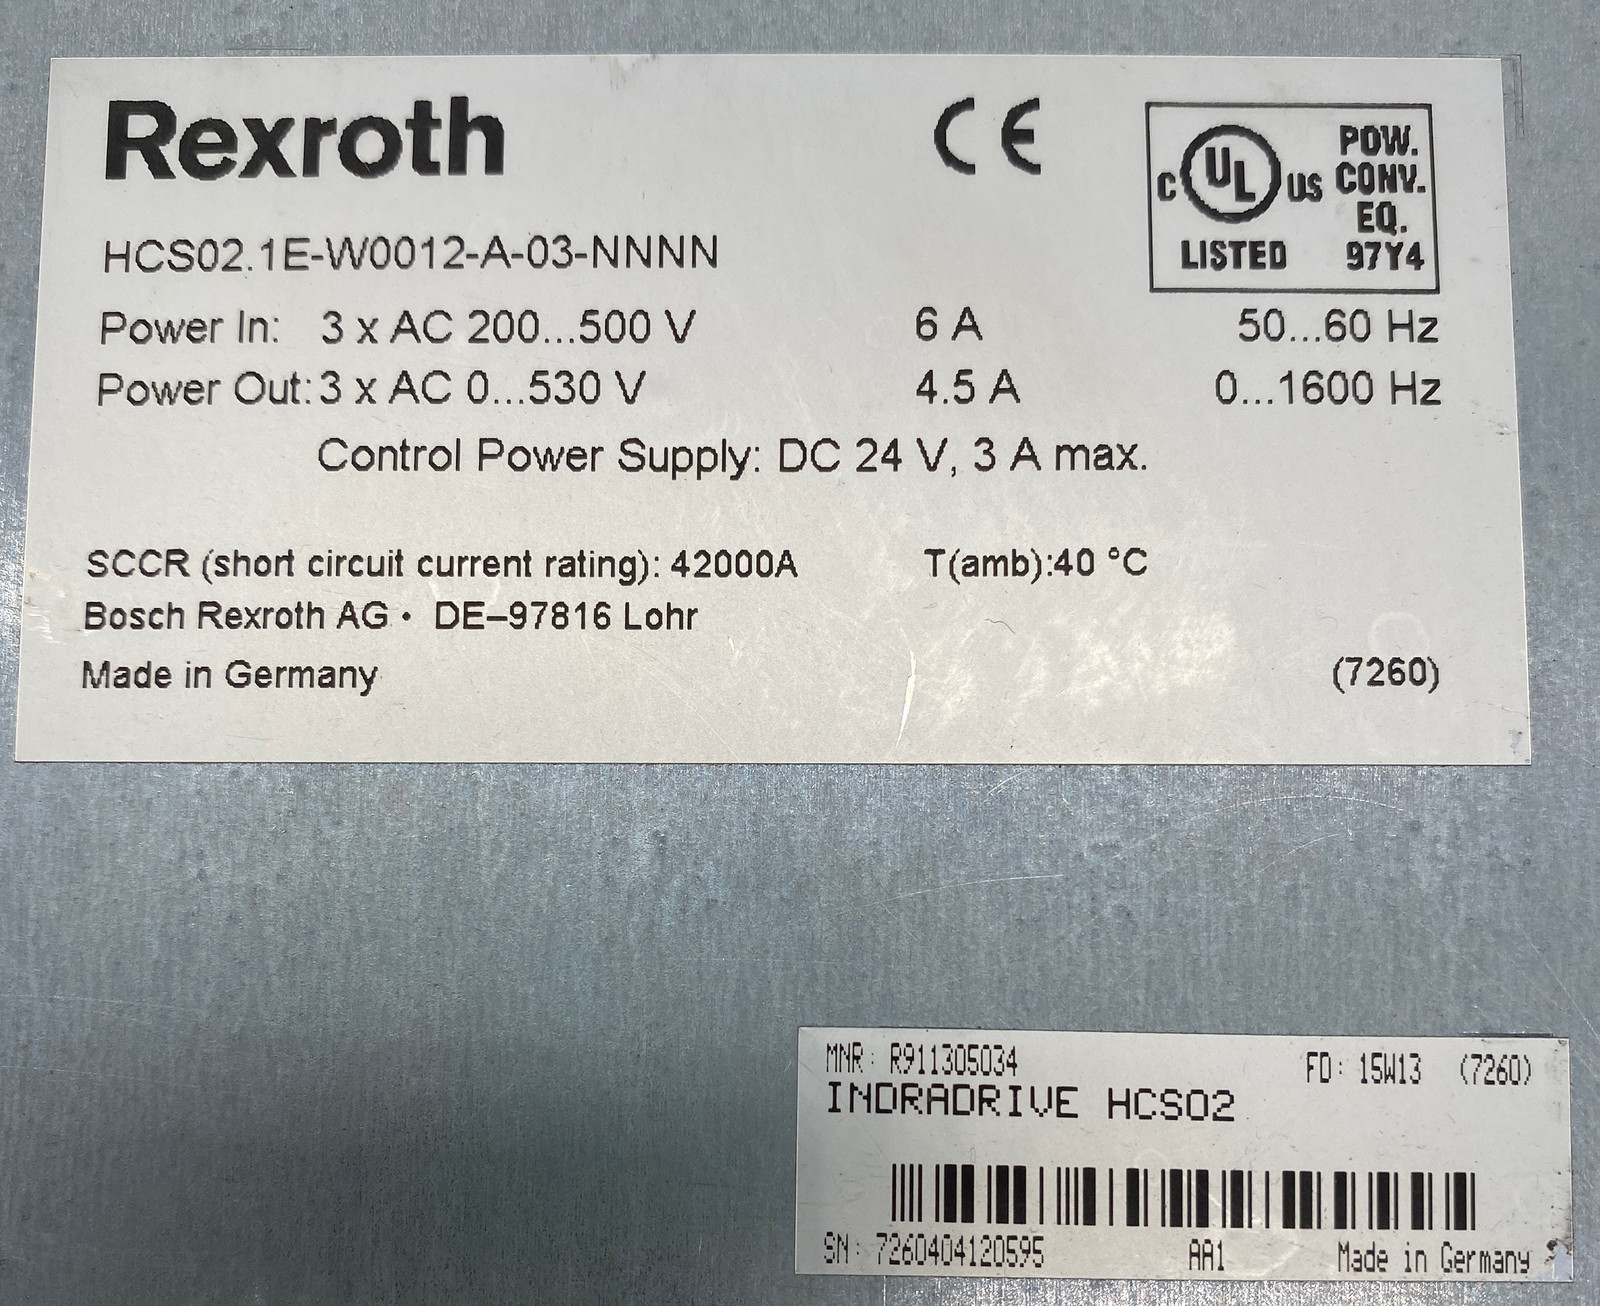 Rexroth
CE
C UL US LISTED
POW.
CONV.
EQ.
97Y4
HCS02.1E-W0012-A-03-NNNN
Power In: 3 x AC 200...500 V 6 A 50...60 Hz
Power Out: 3 x AC 0...530 V 4.5 A 0...1600 Hz
Control Power Supply: DC 24 V, 3 A max.
SCCR (short circuit current rating): 42000A T(amb):40 °C
Bosch Rexroth AG • DE–97816 Lohr
Made in Germany (7260)
MNR: R911305034 FD: 15W13 (7260)
INDRADRIVE HCS02
SN: 7260404120595 AA1 Made in Germany